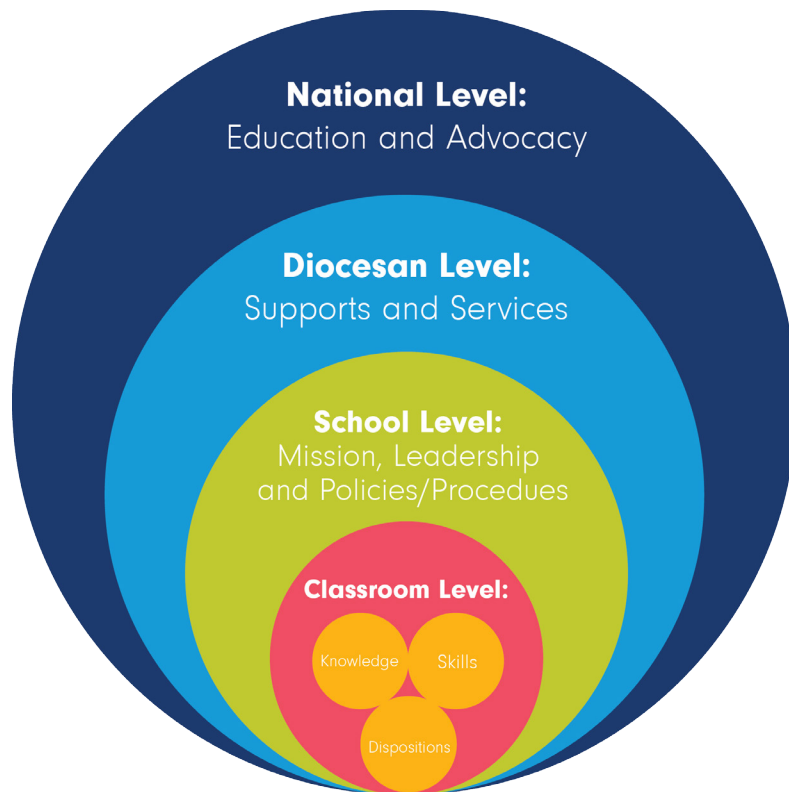 National Level:
Education and Advocacy
Diocesan Level:
Supports and Services
School Level:
Mission, Leadership
and Policies/Procedues
Classroom Level:
Knowledge
Skills
Dispositions